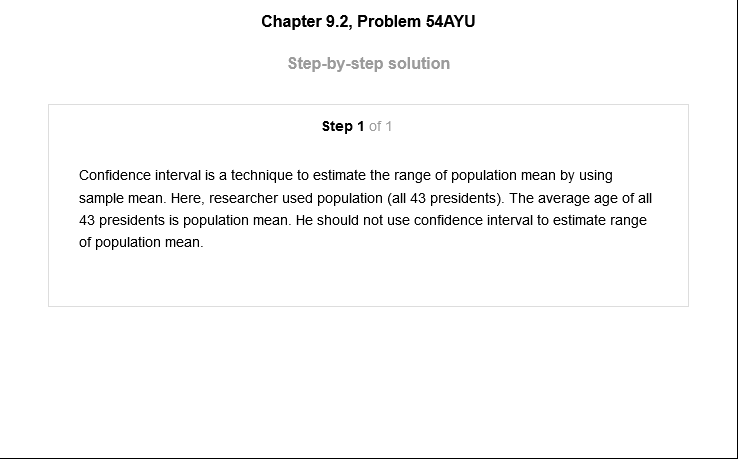 Chapter 9.2, Problem 54AYU
Step-by-step solution
Step 1 of 1
Confidence interval is a technique to estimate the range of population mean by using
sample mean. Here, researcher used population (all 43 presidents). The average age of all
43 presidents is population mean. He should not use confidence interval to estimate range
of population mean.